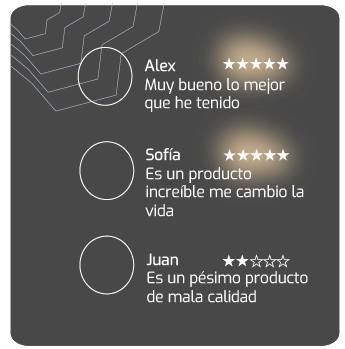 Alex ★★★★★
Muy bueno lo mejor
que he tenido
Sofía ★★★★★
Es un producto
increíble me cambio la
vida
Juan ★★☆☆☆
Es un pésimo producto
de mala calidad